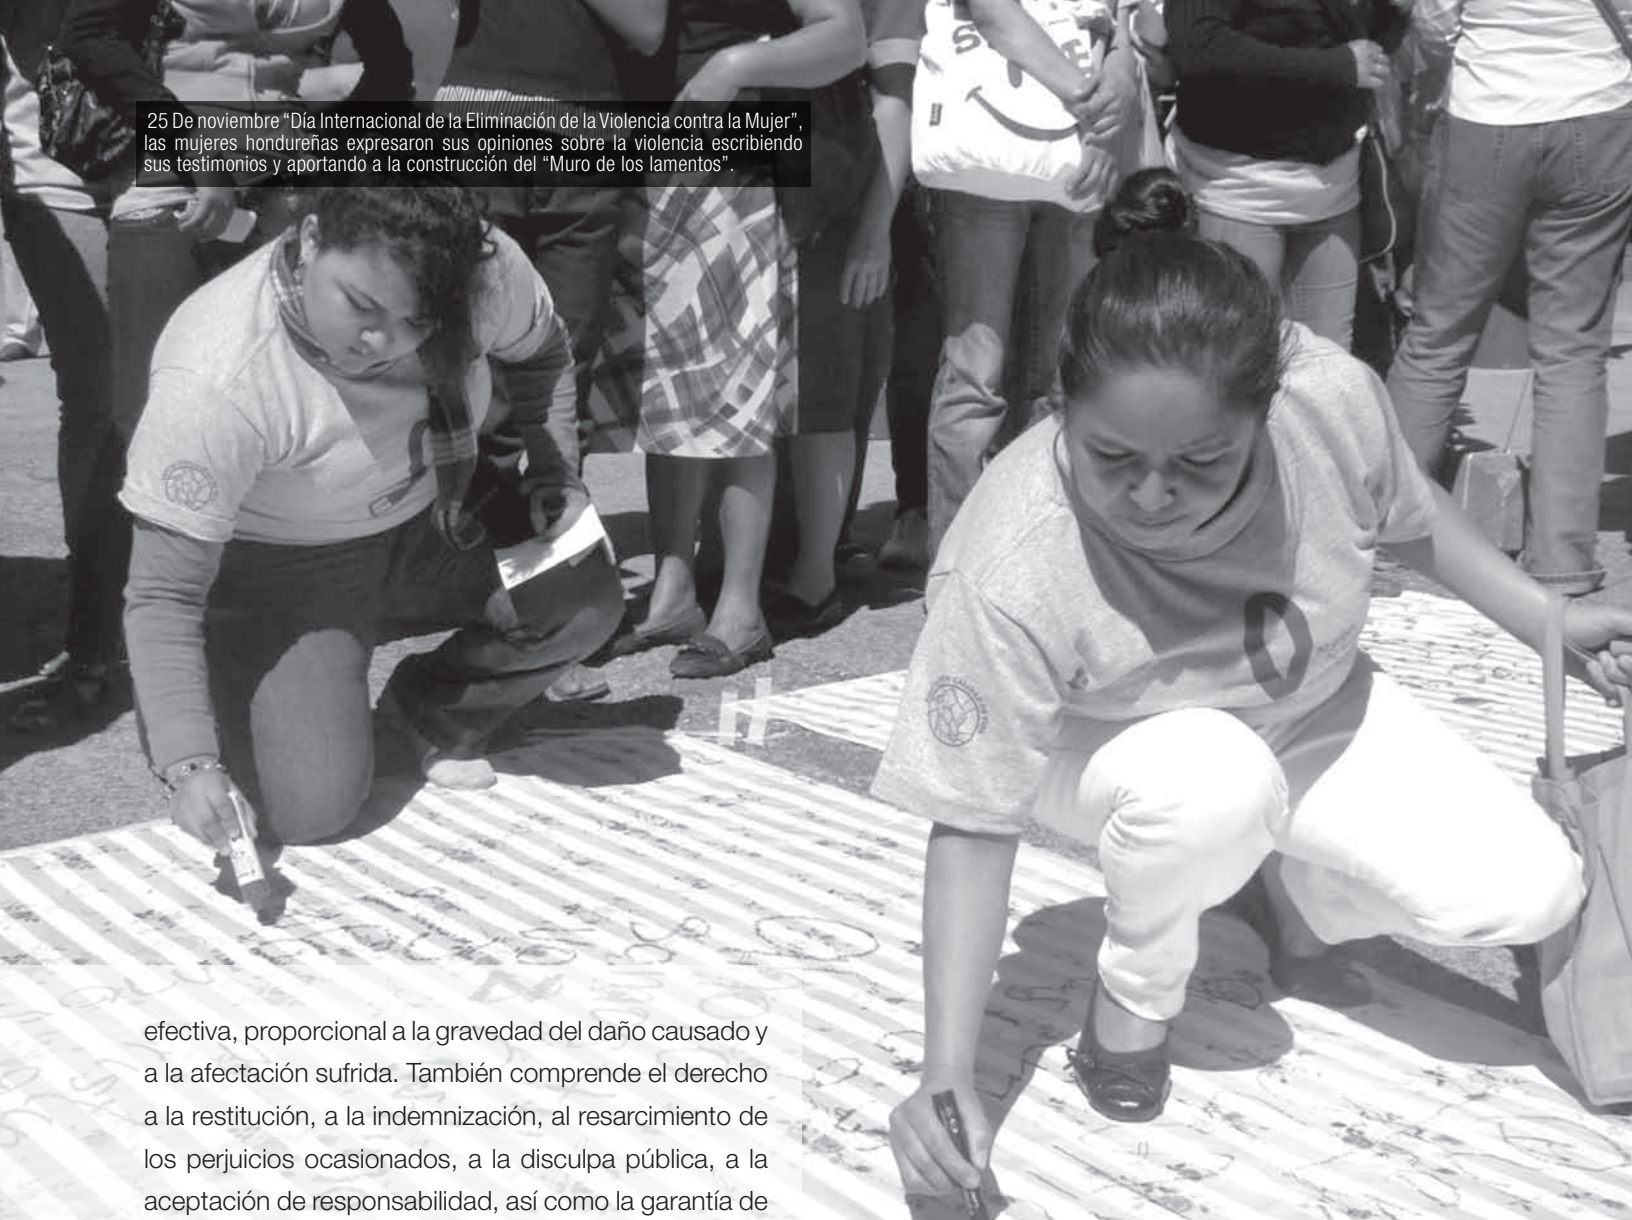 25 De noviembre “Día Internacional de la Eliminación de la Violencia contra la Mujer”,
las mujeres hondureñas expresaron sus opiniones sobre la violencia escribiendo
sus testimonios y aportando a la construcción del “Muro de los lamentos”.
efectiva, proporcional a la gravedad del daño causado y
a la afectación sufrida. También comprende el derecho
a la restitución, a la indemnización, al resarcimiento de
los perjuicios ocasionados, a la disculpa pública, a la
aceptación de responsabilidad, así como la garantía de